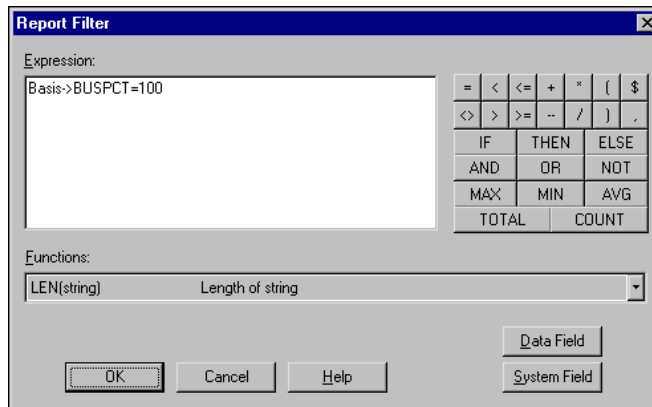 Report Filter
Expression:
Basis->BUSPCT=100
= < <= + * ( $
<> > >= -- / ) ,
IF THEN ELSE
AND OR NOT
MAX MIN AVG
TOTAL COUNT
Functions:
LEN(string) Length of string
Data Field
OK Cancel Help System Field